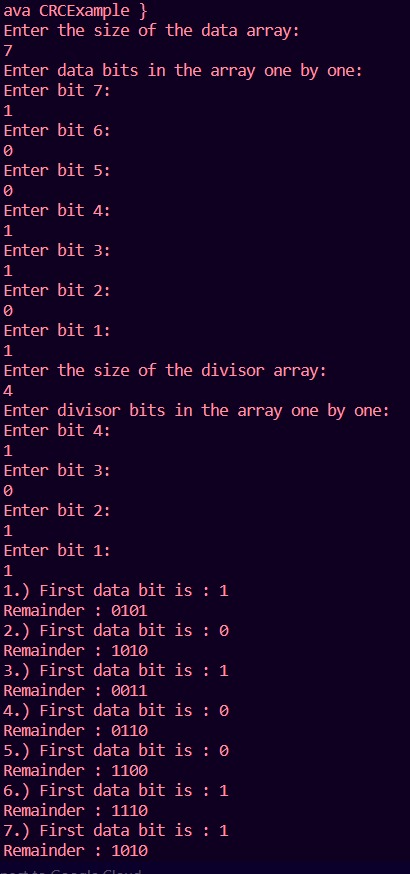 ava CRCExample }
Enter the size of the data array:
7
Enter data bits in the array one by one:
Enter bit 7:
1
Enter bit 6:
0
Enter bit 5:
0
Enter bit 4:
1
Enter bit 3:
1
Enter bit 2:
0
Enter bit 1:
1
Enter the size of the divisor array:
4
Enter divisor bits in the array one by one:
Enter bit 4:
1
Enter bit 3:
0
Enter bit 2:
1
Enter bit 1:
1
1.) First data bit is : 1
Remainder : 0101
2.) First data bit is : 0
Remainder : 1010
3.) First data bit is : 1
Remainder : 0011
4.) First data bit is : 0
Remainder : 0110
5.) First data bit is : 0
Remainder : 1100
6.) First data bit is : 1
Remainder : 1110
7.) First data bit is : 1
Remainder : 1010
to Google Cloud